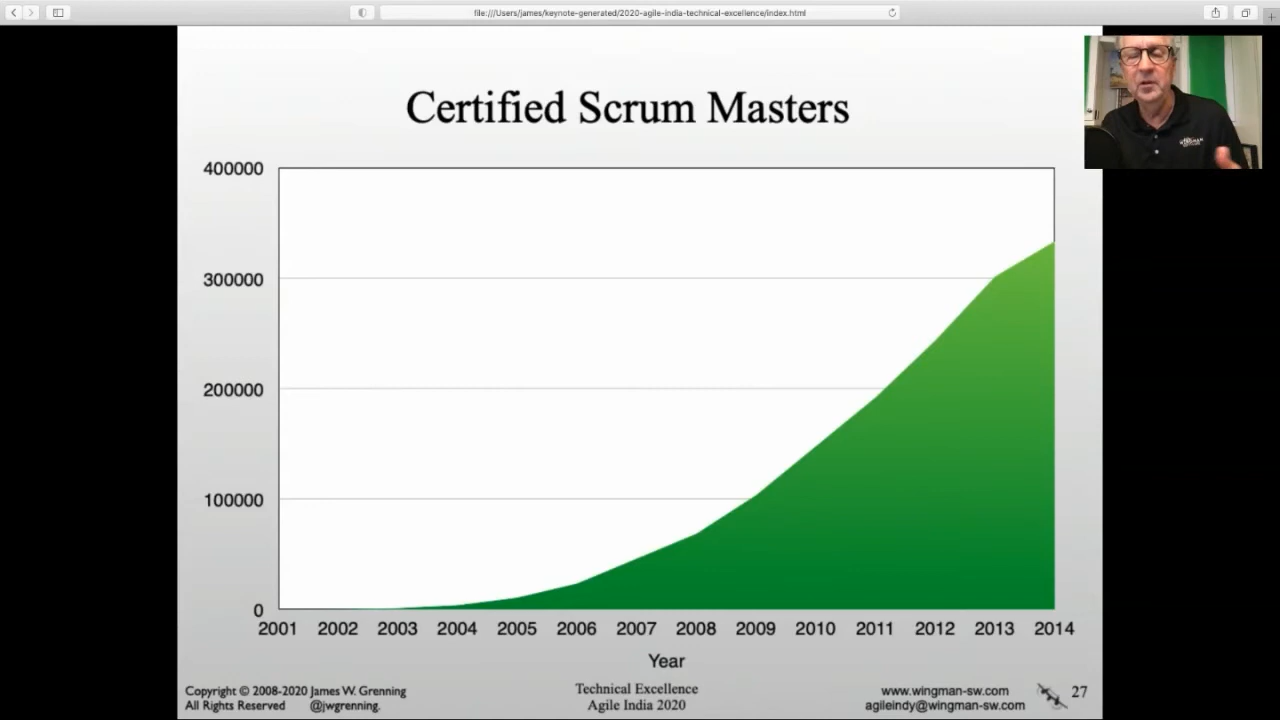 file:///Users/james/keynote-generated/2020-agile-india-technical-excellence/index.html
Certified Scrum Masters
400000
300000
200000
100000
0
2001 2002 2003 2004 2005 2006 2007 2008 2009 2010 2011 2012 2013 2014
Year
Copyright © 2008-2020 James W. Grenning
All Rights Reserved @jwgrenning.
Technical Excellence
Agile India 2020
www.wingman-sw.com
agileindy@wingman-sw.com
27
WINGMAN